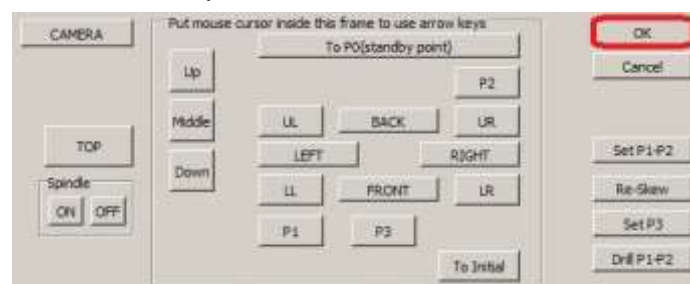 CAMERA
Put mouse cursor inside this frame to use arrow keys
OK
To P0(standby point)
Cancel
Up
P2
Middle
UL
BACK
UR
TOP
LEFT
RIGHT
Set P1-P2
Down
Spindle
LL
FRONT
LR
Re-Skew
ON
OFF
P1
P3
Set P3
To Initial
Drill P1-P2